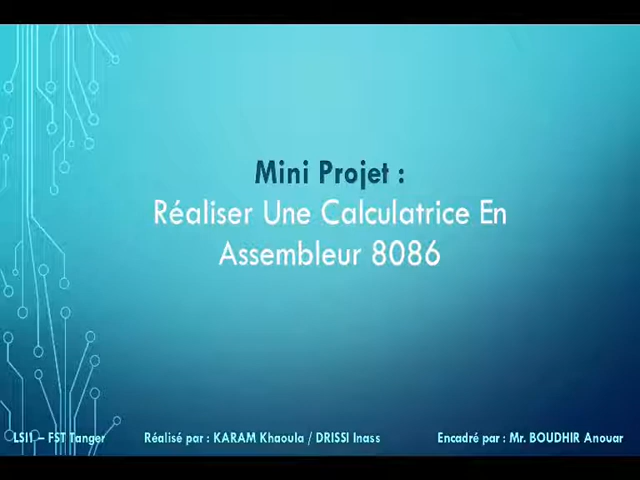 Mini Projet :
Réaliser Une Calculatrice En
Assembleur 8086
LSI1 – FST Tanger
Réalisé par : KARAM Khaoula / DRISSI Inass
Encadré par : Mr. BOUDHIR Anouar